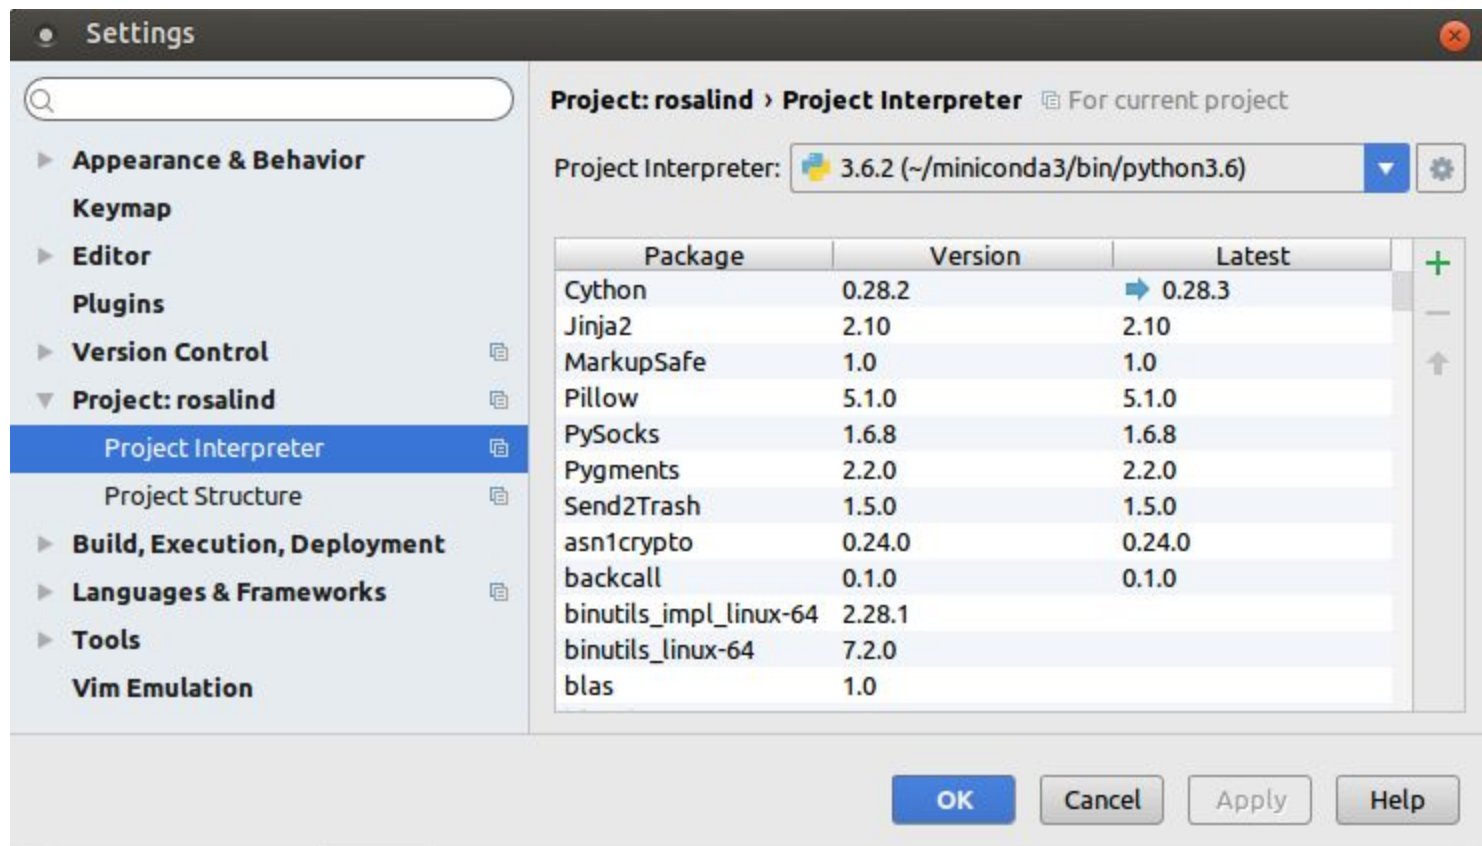 Settings
Appearance & Behavior
Keymap
Editor
Plugins
Version Control
Project: rosalind
Project Interpreter
Project Structure
Build, Execution, Deployment
Languages & Frameworks
Tools
Vim Emulation
Project: rosalind › Project Interpreter For current project
Project Interpreter: 3.6.2 (~/miniconda3/bin/python3.6)
Package Version Latest
Cython 0.28.2 0.28.3
Jinja2 2.10 2.10
MarkupSafe 1.0 1.0
Pillow 5.1.0 5.1.0
PySocks 1.6.8 1.6.8
Pygments 2.2.0 2.2.0
Send2Trash 1.5.0 1.5.0
asn1crypto 0.24.0 0.24.0
backcall 0.1.0 0.1.0
binutils_impl_linux-64 2.28.1
binutils_linux-64 7.2.0
blas 1.0
OK Cancel Apply Help